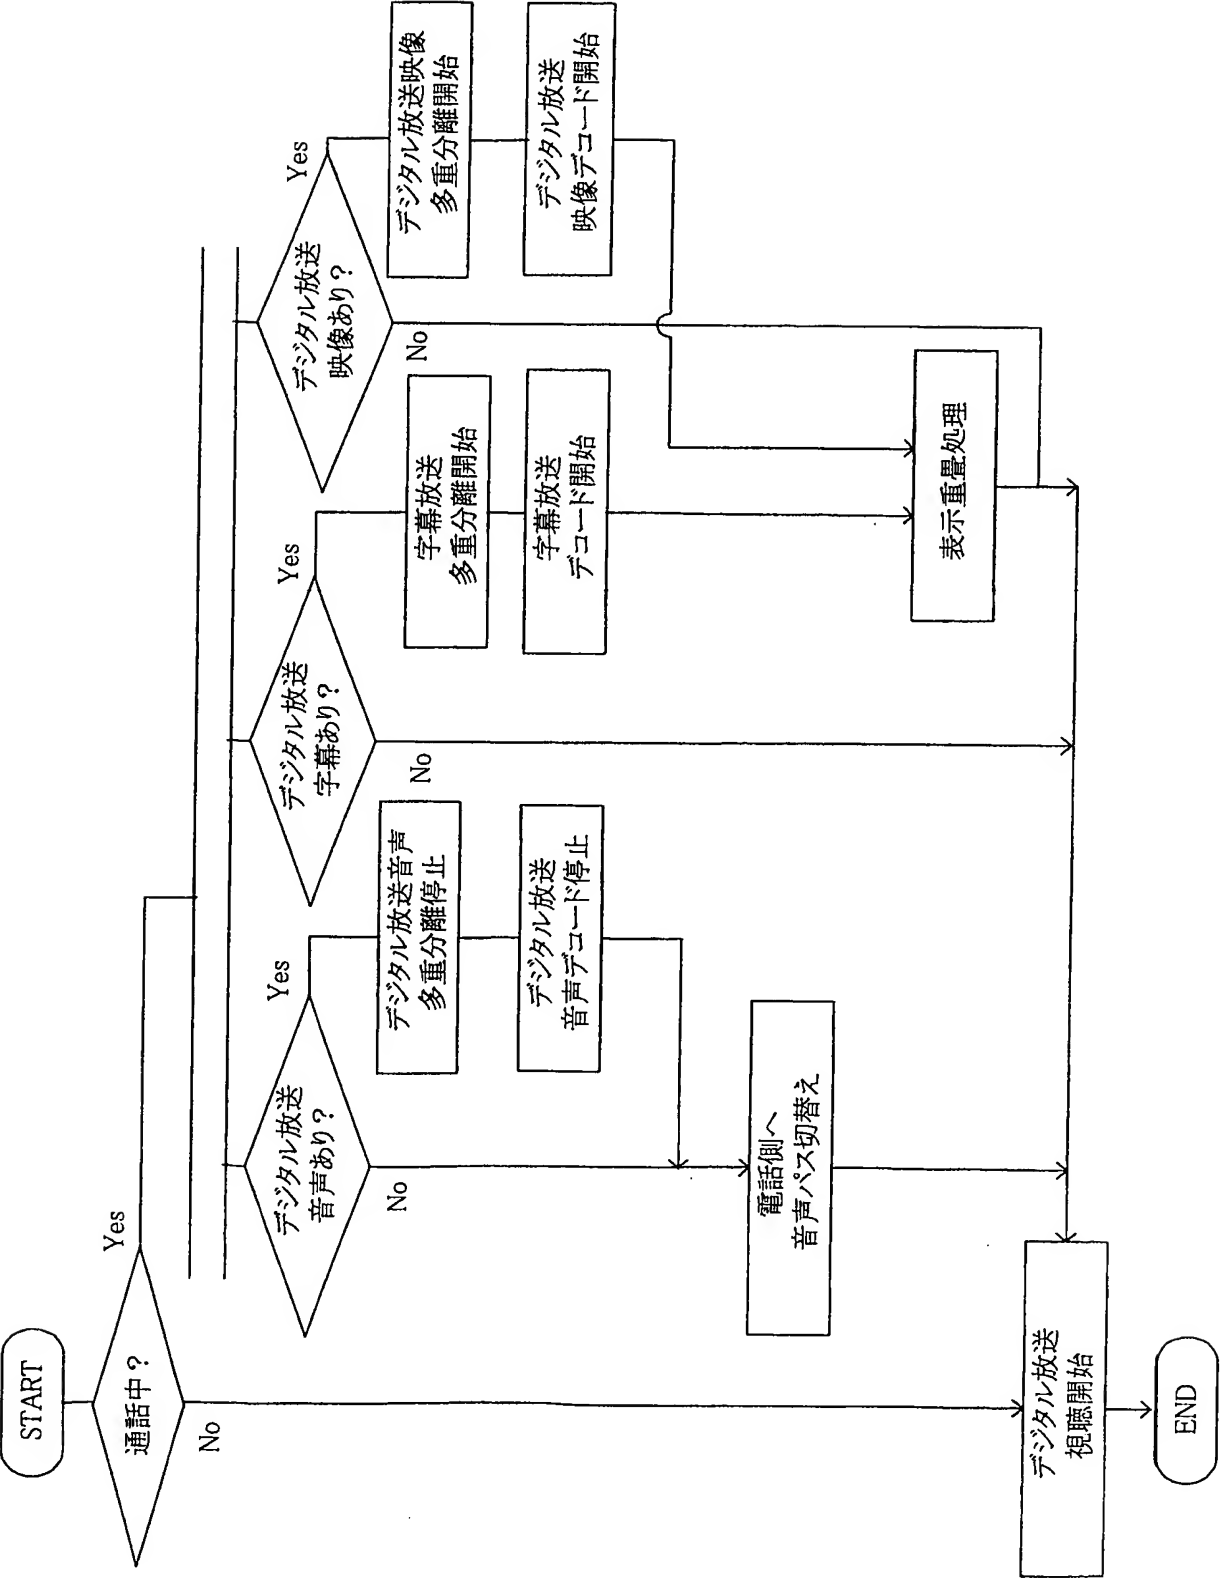 START
通話中？
Yes
No
デジタル放送
音声あり？
Yes
No
デジタル放送音声
多重分離停止
デジタル放送
音声デコード停止
電話側へ
音声パス切替え
デジタル放送
字幕あり？
Yes
No
字幕放送
多重分離開始
字幕放送
デコード開始
デジタル放送
映像あり？
Yes
No
デジタル放送映像
多重分離開始
デジタル放送
映像デコード開始
表示重畳処理
デジタル放送
視聴開始
END